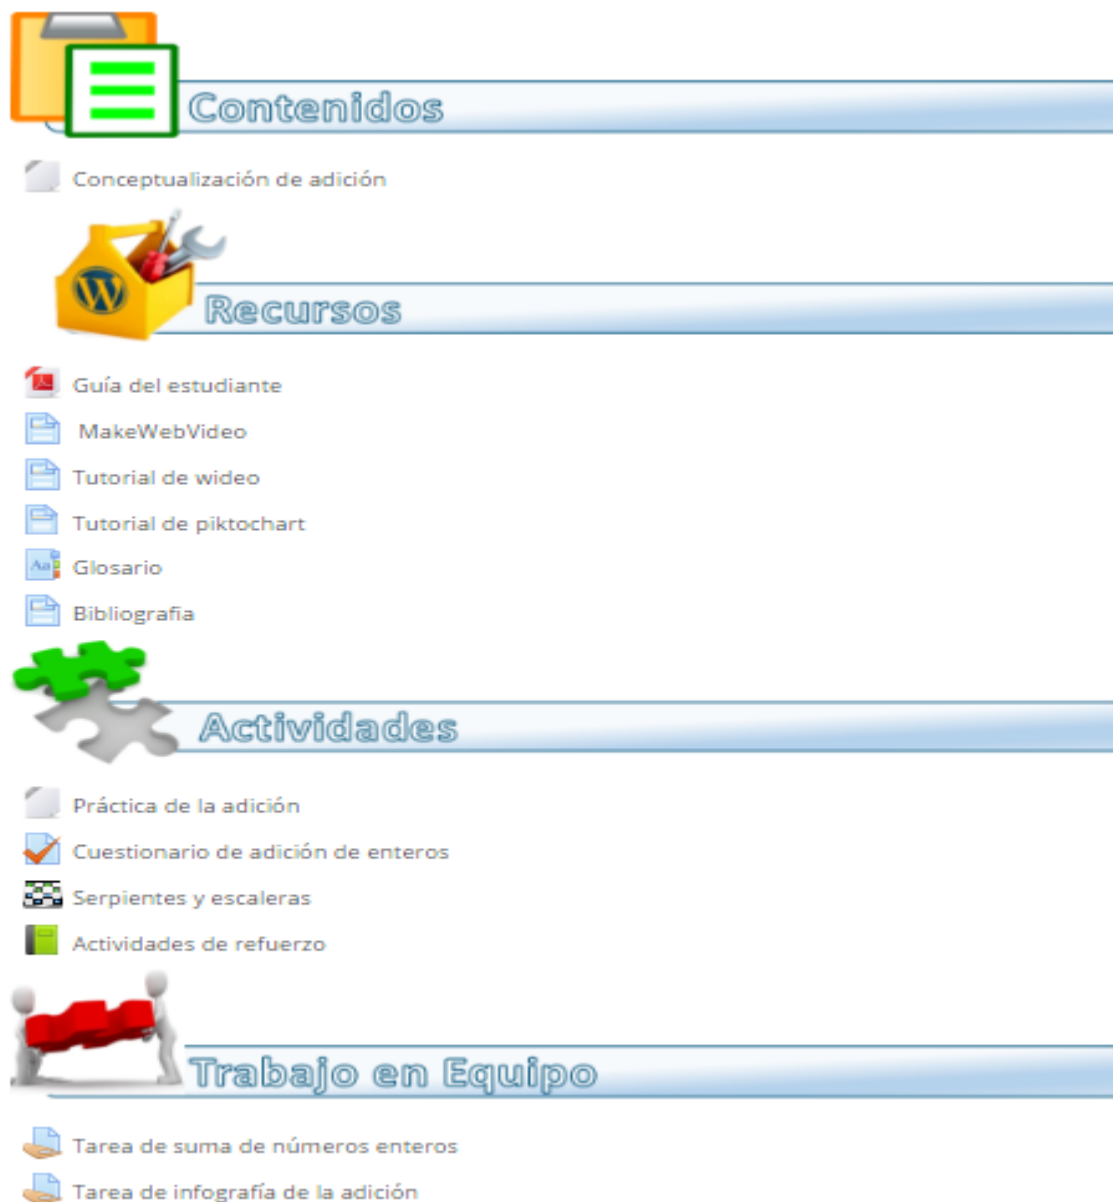 Contenidos
Conceptualización de adición
W
Recursos
Guía del estudiante
MakeWebVideo
Tutorial de wideo
Tutorial de piktochart
Aa
Glosario
Bibliografia
Actividades
Práctica de la adición
Cuestionario de adición de enteros
Serpientes y escaleras
Actividades de refuerzo
Trabajo en Equipo
Tarea de suma de números enteros
Tarea de infografía de la adición